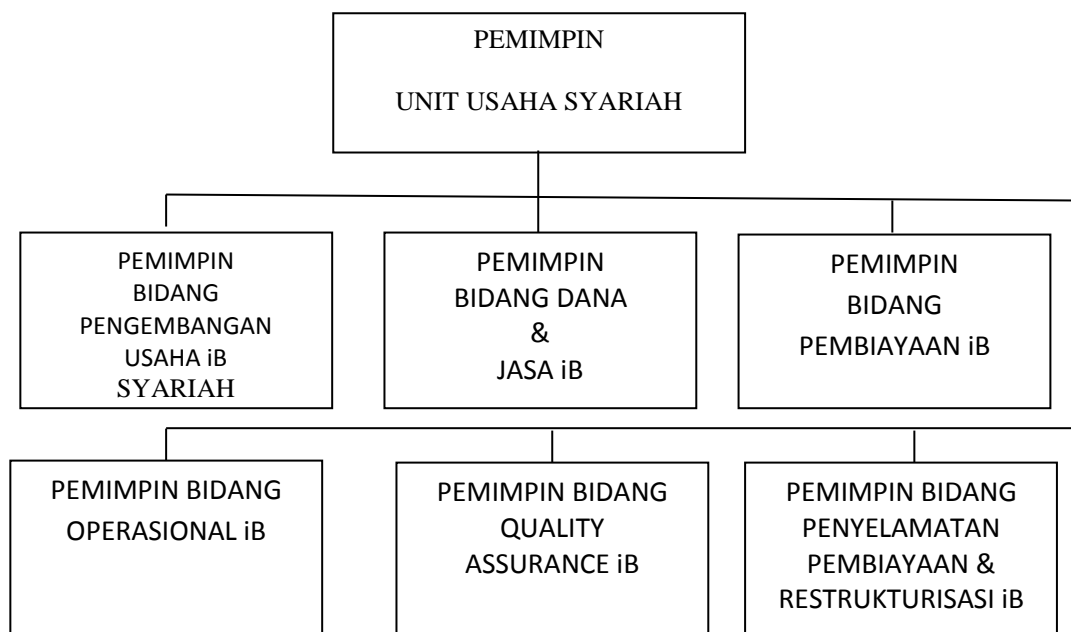 PEMIMPIN
UNIT USAHA SYARIAH
PEMIMPIN
BIDANG
PENGEMBANGAN
USAHA iB
SYARIAH
PEMIMPIN
BIDANG DANA
&
JASA iB
PEMIMPIN
BIDANG
PEMBIAYAAN iB
PEMIMPIN BIDANG
OPERASIONAL iB
PEMIMPIN BIDANG
QUALITY
ASSURANCE iB
PEMIMPIN BIDANG
PENYELAMATAN
PEMBIAYAAN &
RESTRUKTURISASI iB